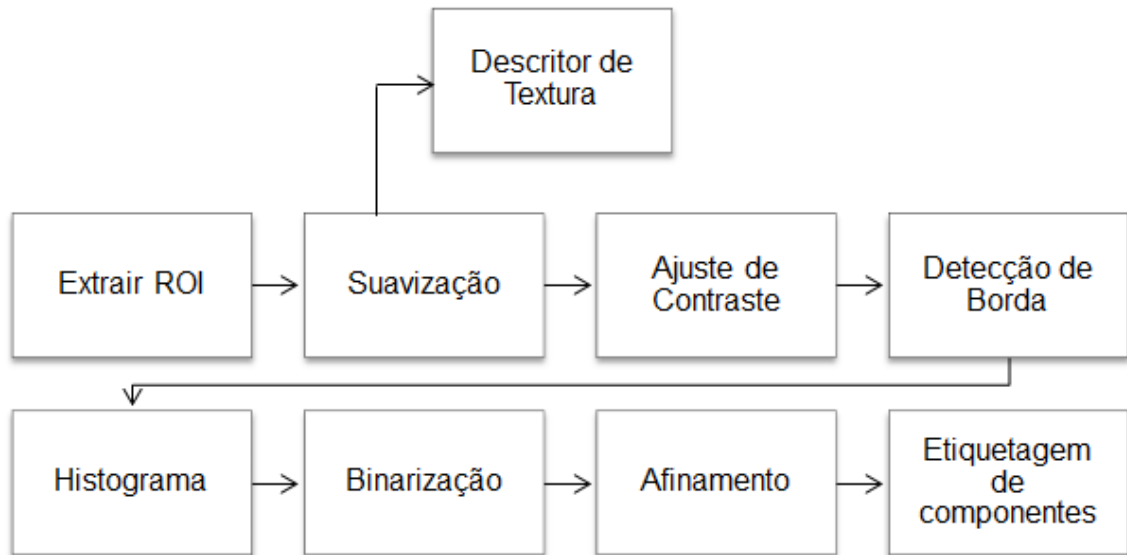 Descritor de
Textura
Extrair ROI
Suavização
Ajuste de
Contraste
Detecção de
Borda
Histograma
Binarização
Afinamento
Etiquetagem
de
componentes